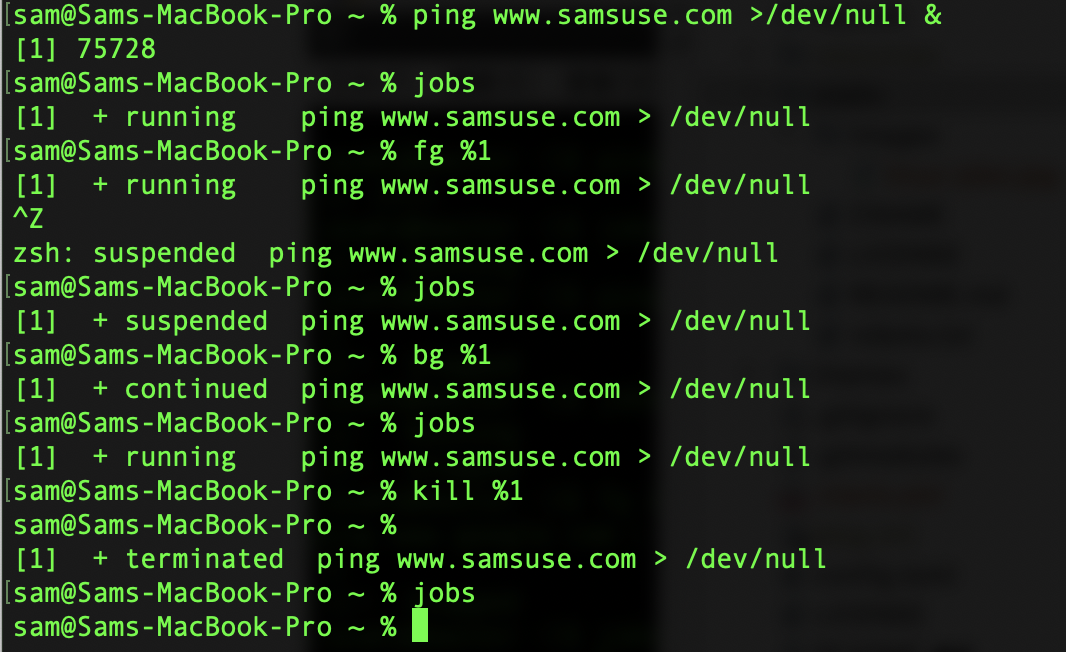 [sam@Sams-MacBook-Pro ~ % ping www.samsuse.com >/dev/null &
[1] 75728
[sam@Sams-MacBook-Pro ~ % jobs
[1]  + running    ping www.samsuse.com > /dev/null
[sam@Sams-MacBook-Pro ~ % fg %1
[1]  + running    ping www.samsuse.com > /dev/null
^Z
zsh: suspended  ping www.samsuse.com > /dev/null
[sam@Sams-MacBook-Pro ~ % jobs
[1]  + suspended  ping www.samsuse.com > /dev/null
[sam@Sams-MacBook-Pro ~ % bg %1
[1]  + continued  ping www.samsuse.com > /dev/null
[sam@Sams-MacBook-Pro ~ % jobs
[1]  + running    ping www.samsuse.com > /dev/null
[sam@Sams-MacBook-Pro ~ % kill %1
sam@Sams-MacBook-Pro ~ %
[1]  + terminated  ping www.samsuse.com > /dev/null
[sam@Sams-MacBook-Pro ~ % jobs
sam@Sams-MacBook-Pro ~ %